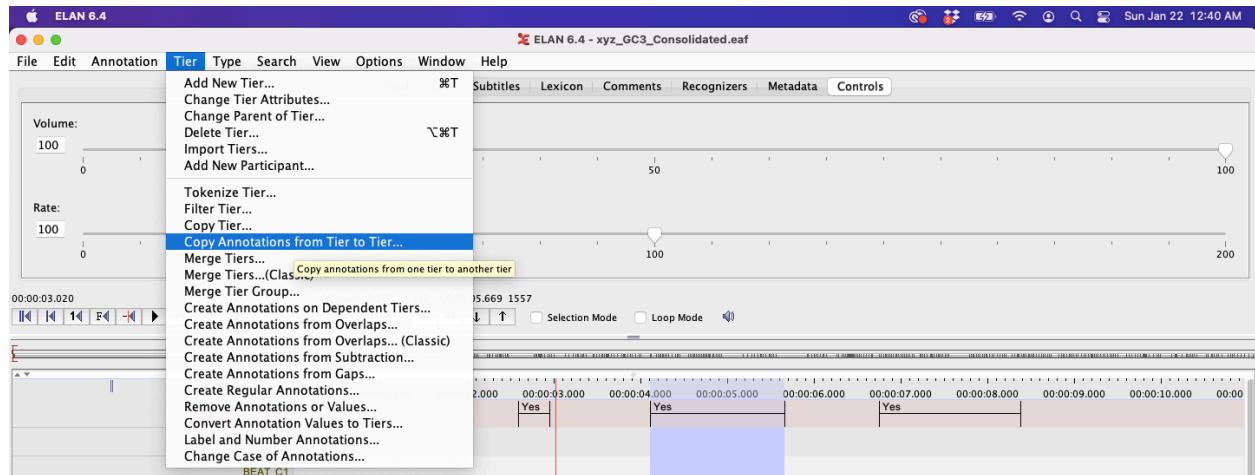 ELAN 6.4 Sun Jan 22 12:40 AM
ELAN 6.4 - xyz_GC3_Consolidated.eaf
File Edit Annotation Tier Type Search View Options Window Help
Subtitles Lexicon Comments Recognizers Metadata Controls
Add New Tier... ⌘T
Change Tier Attributes...
Change Parent of Tier...
Delete Tier... ⌥⌘T
Import Tiers...
Add New Participant...
Tokenize Tier...
Filter Tier...
Copy Tier...
Copy Annotations from Tier to Tier...
Copy annotations from one tier to another tier
Merge Tiers...
Merge Tiers...(Classic)
Merge Tier Group...
Create Annotations on Dependent Tiers...
Create Annotations from Overlaps...
Create Annotations from Overlaps... (Classic)
Create Annotations from Subtraction...
Create Annotations from Gaps...
Create Regular Annotations...
Remove Annotations or Values...
Convert Annotation Values to Tiers...
Label and Number Annotations...
Change Case of Annotations...
Volume:
100
0 50 100
Rate:
100
0 100 200
00:00:03.020 05.669 1557
Selection Mode Loop Mode
2.000 00:00:03.000 00:00:04.000 00:00:05.000 00:00:06.000 00:00:07.000 00:00:08.000 00:00:09.000 00:00:10.000 00:00
Yes Yes Yes
BEAT_C1